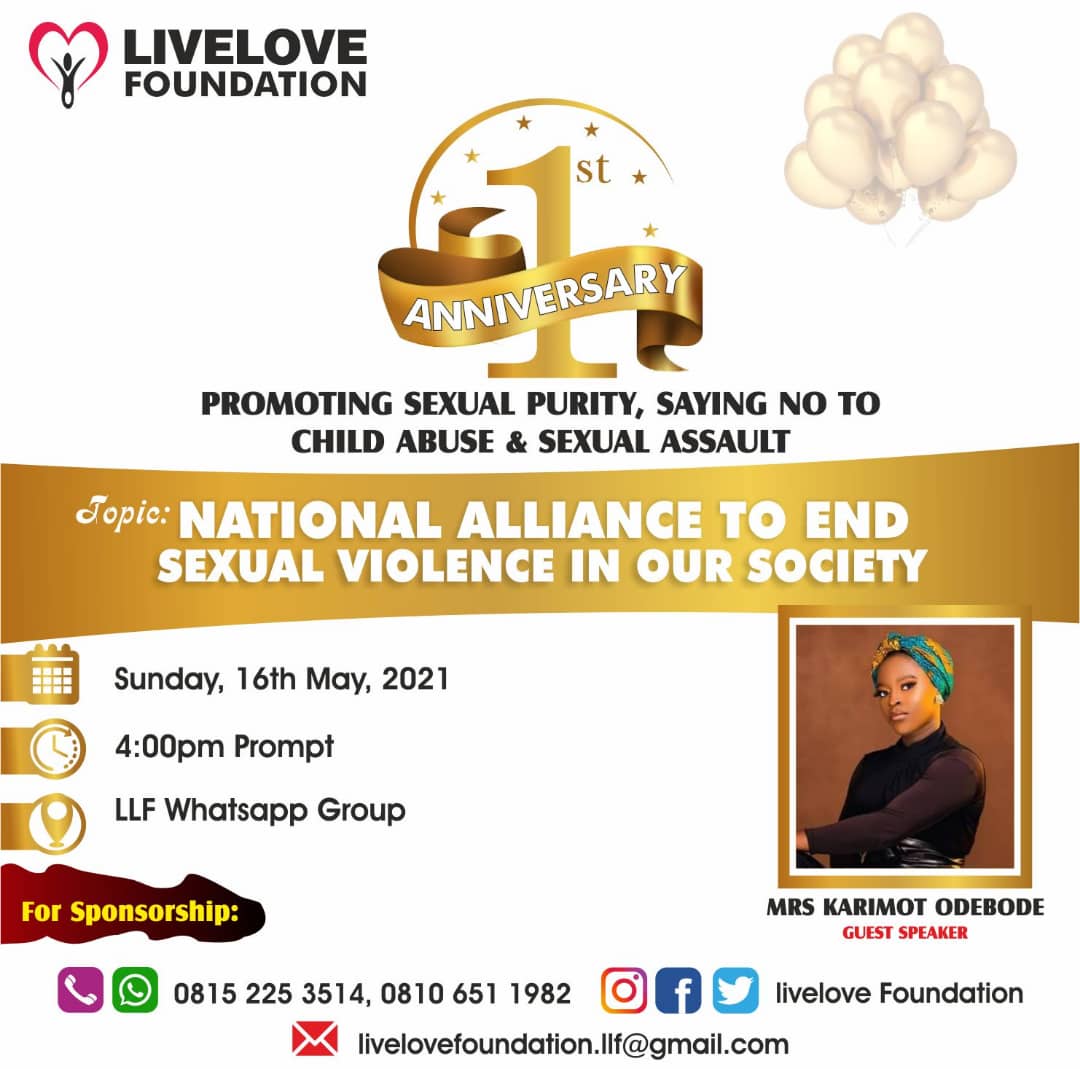 LIVELOVE
FOUNDATION
1st
ANNIVERSARY
PROMOTING SEXUAL PURITY, SAYING NO TO
CHILD ABUSE & SEXUAL ASSAULT
Topic: NATIONAL ALLIANCE TO END
SEXUAL VIOLENCE IN OUR SOCIETY
Sunday, 16th May, 2021
4:00pm Prompt
LLF Whatsapp Group
MRS KARIMOT ODEBODE
GUEST SPEAKER
For Sponsorship:
0815 225 3514, 0810 651 1982
livelove Foundation
livelovefoundation.llf@gmail.com